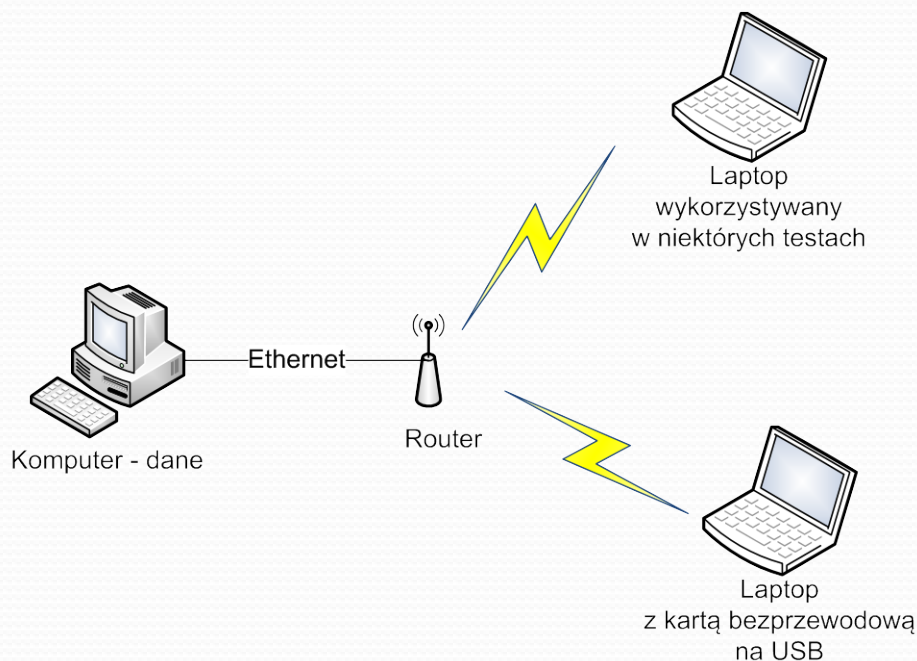 Laptop
wykorzystywany
w niektórych testach
Ethernet
Router
Komputer - dane
Laptop
z kartą bezprzewodową
na USB